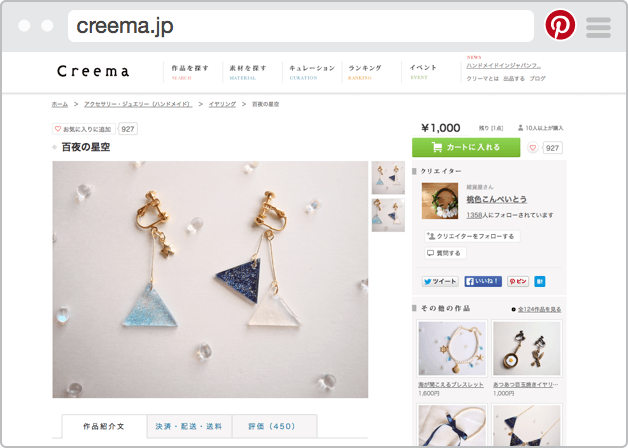 creema.jp
Creema
作品を探す
SEARCH
素材を探す
MATERIAL
キュレーション
CURATION
ランキング
RANKING
イベント
EVENT
NEWS
ハンドメイドインジャパンフ...
クリーマとは 出品する ブログ
ホーム > アクセサリー・ジュエリー（ハンドメイド） > イヤリング > 百夜の星空
お気に入りに追加 927
百夜の星空
¥1,000 残り [1点] 10人以上が購入
カートに入れる 927
クリエイター
雑貨屋さん
桃色こんぺいとう
1358人にフォローされています
クリエイターをフォローする
質問する
ツイート いいね！ ピン B!
その他の作品 全124作品を見る
海が聞こえるブレスレット
1,600円
あつあつ目玉焼きイヤリ...
1,000円
作品紹介文 決済・配送・送料 評価（450）